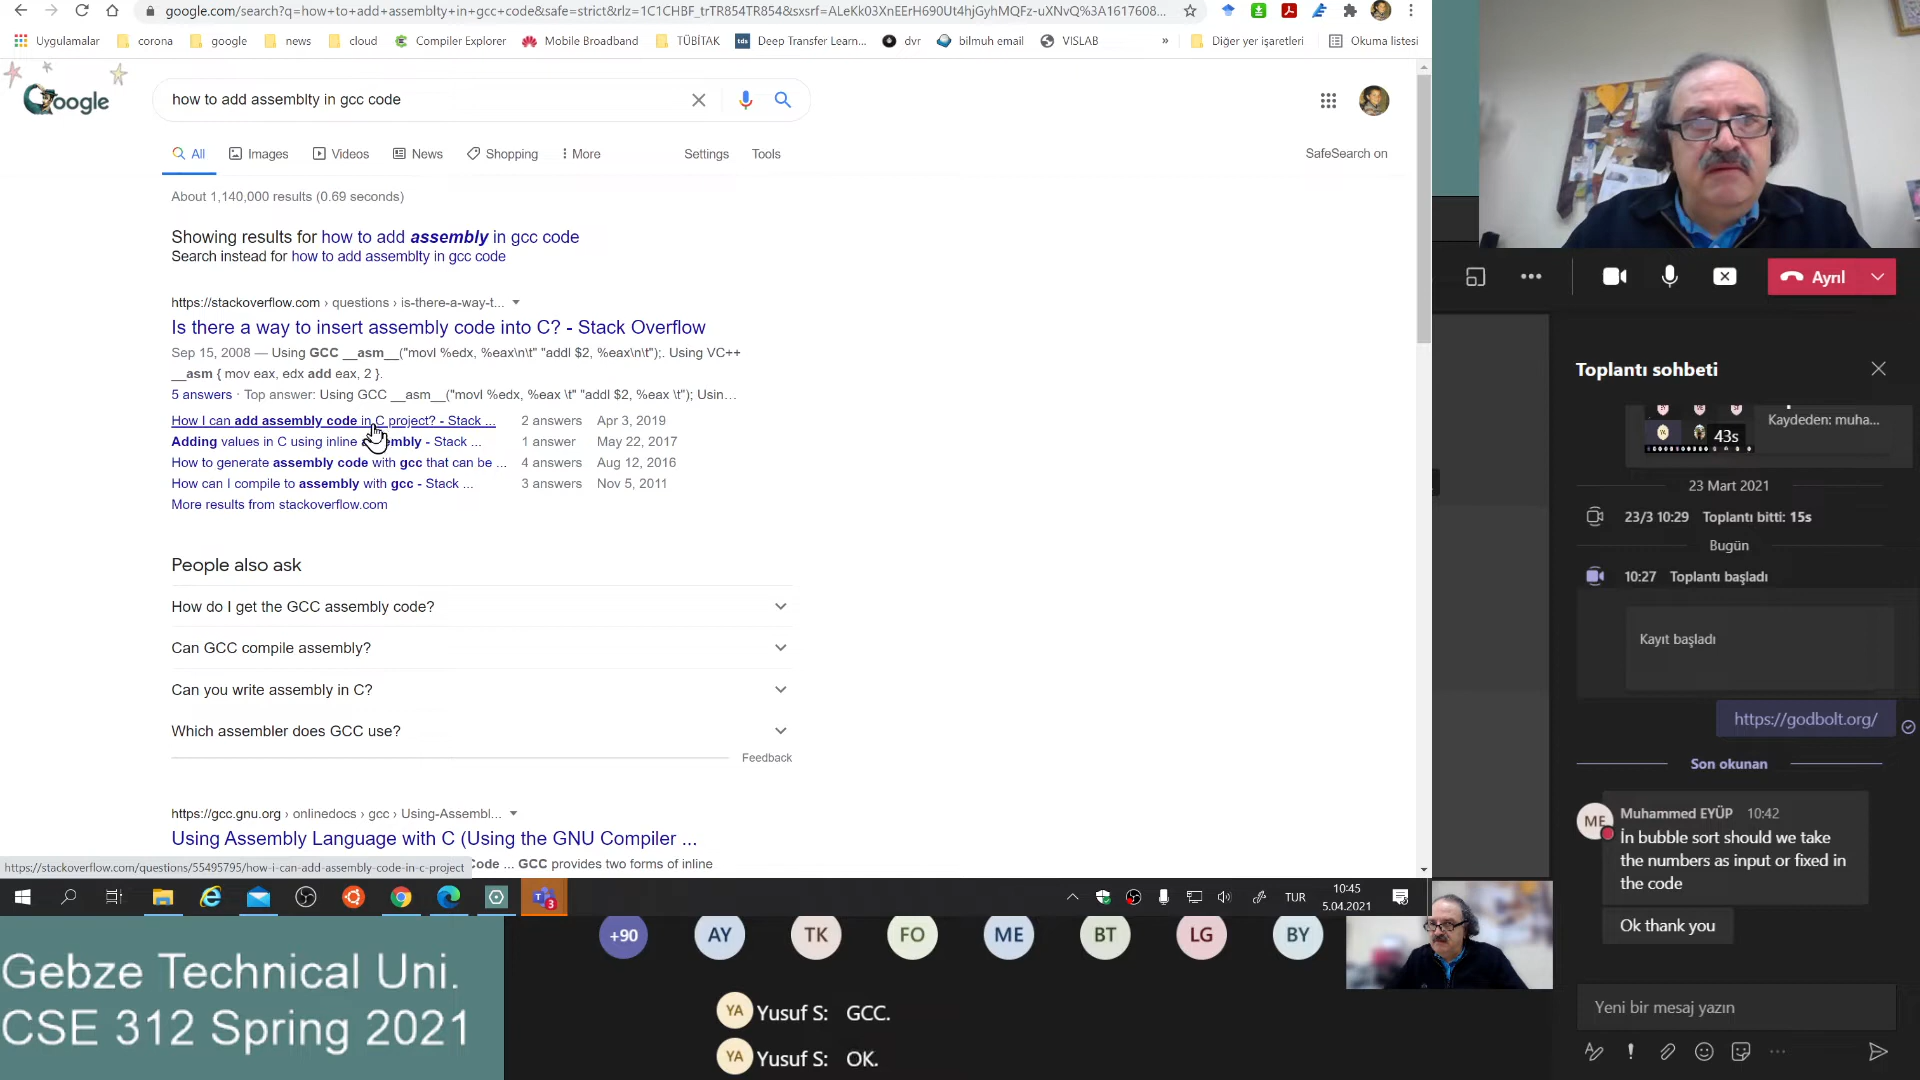 google.com/search?q=how+to+add+assemblty+in+gcc+code&safe=strict&rlz=1C1CHBF_trTR854TR854&sxsrf=ALeKk03XnEErH690Ut4hjGyhMQFz-uXNvQ%3A1617608...
Uygulamalar
corona
google
news
cloud
Compiler Explorer
Mobile Broadband
TÜBİTAK
tds
Deep Transfer Learn...
dvr
bilmuh email
VISLAB
»
Diğer yer işaretleri
Okuma listesi
Google
how to add assemblty in gcc code
All
Images
Videos
News
Shopping
More
Settings
Tools
SafeSearch on
About 1,140,000 results (0.69 seconds)
Showing results for how to add assembly in gcc code
Search instead for how to add assemblty in gcc code
https://stackoverflow.com › questions › is-there-a-way-t...
Is there a way to insert assembly code into C? - Stack Overflow
Sep 15, 2008 — Using GCC __asm__("movl %edx, %eax\n\t" "addl $2, %eax\n\t");. Using VC++
__asm { mov eax, edx add eax, 2 }.
5 answers · Top answer: Using GCC __asm__("movl %edx, %eax \t" "addl $2, %eax \t"); Usin...
How I can add assembly code in C project? - Stack ... 2 answers Apr 3, 2019
Adding values in C using inline assembly - Stack ... 1 answer May 22, 2017
How to generate assembly code with gcc that can be ... 4 answers Aug 12, 2016
How can I compile to assembly with gcc - Stack ... 3 answers Nov 5, 2011
More results from stackoverflow.com
People also ask
How do I get the GCC assembly code?
Can GCC compile assembly?
Can you write assembly in C?
Which assembler does GCC use?
Feedback
https://gcc.gnu.org › onlinedocs › gcc › Using-Assembl...
Using Assembly Language with C (Using the GNU Compiler ...
Code ... GCC provides two forms of inline
https://stackoverflow.com/questions/55495795/how-i-can-add-assembly-code-in-c-project
3
TUR
10:45
5.04.2021
Ayrıl
Toplantı sohbeti
43s
Kaydeden: muha...
23 Mart 2021
23/3 10:29 Toplantı bitti: 15s
Bugün
10:27 Toplantı başladı
Kayıt başladı
https://godbolt.org/
Son okunan
ME
Muhammed EYÜP 10:42
İn bubble sort should we take
the numbers as input or fixed in
the code
Ok thank you
Yeni bir mesaj yazın
+90
AY
TK
FO
ME
BT
LG
BY
YA Yusuf S: GCC.
YA Yusuf S: OK.
Gebze Technical Uni.
CSE 312 Spring 2021